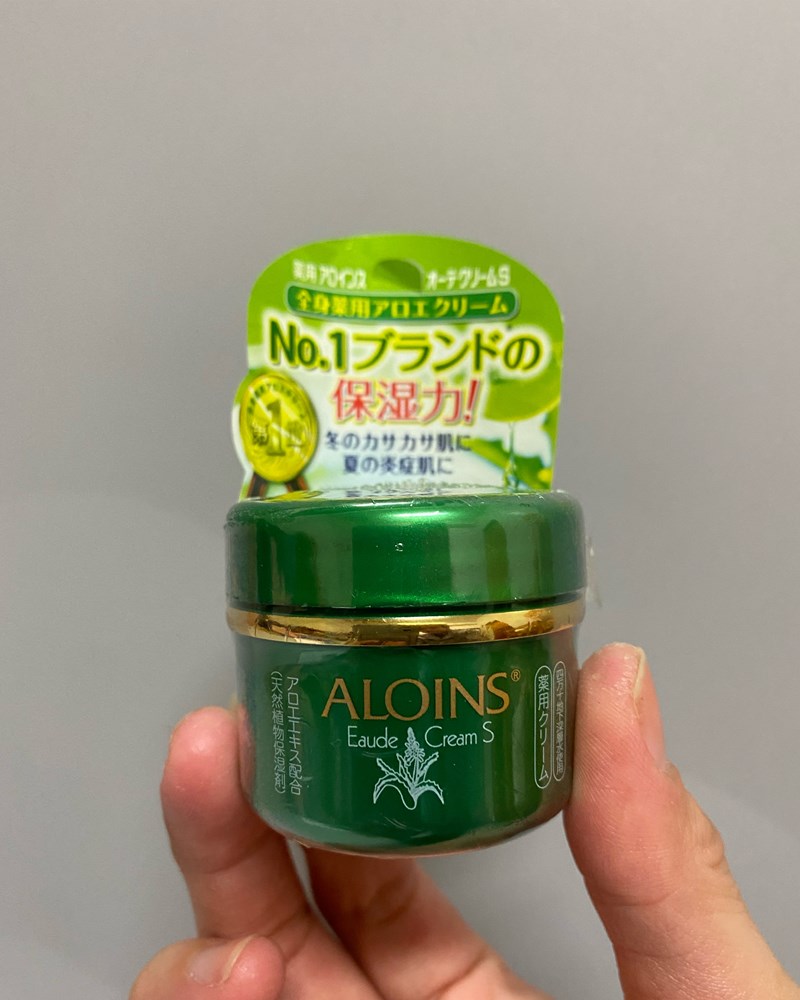 薬用アロインス オーデクリームS
全身薬用アロエクリーム
No.1ブランドの
保湿力!
1
冬のカサカサ肌に
夏の炎症肌に
ALOINS®
Eaude Cream S
アロエエキス配合
(天然植物保湿剤)
薬用クリーム